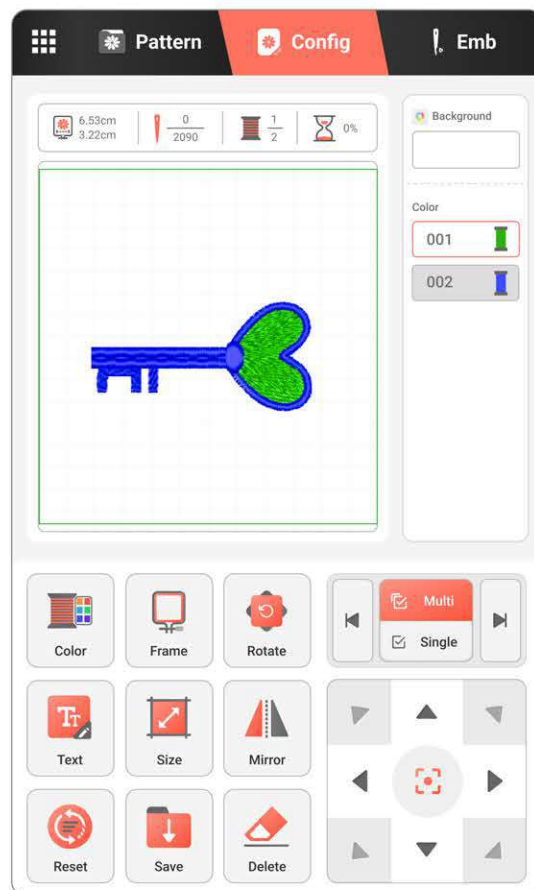 Pattern
Config
Emb
6.53cm
3.22cm
0
2090
1
2
0%
Background
Color
001
002
Color
Frame
Rotate
Multi
Single
Text
Size
Mirror
Reset
Save
Delete